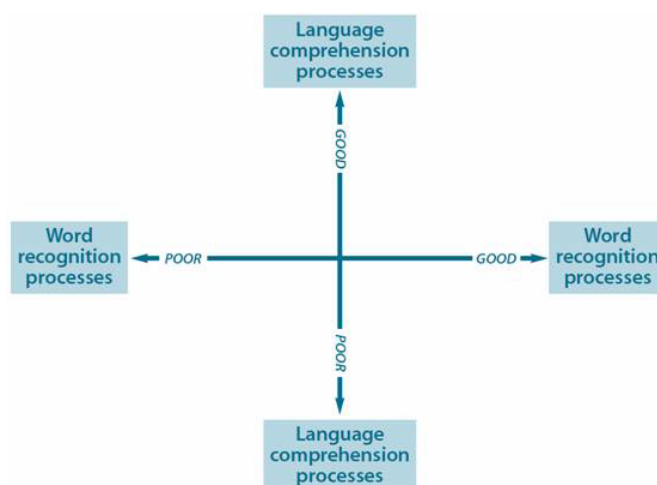 Language
comprehension
processes
GOOD
Word
recognition
processes
POOR
GOOD
Word
recognition
processes
POOR
Language
comprehension
processes